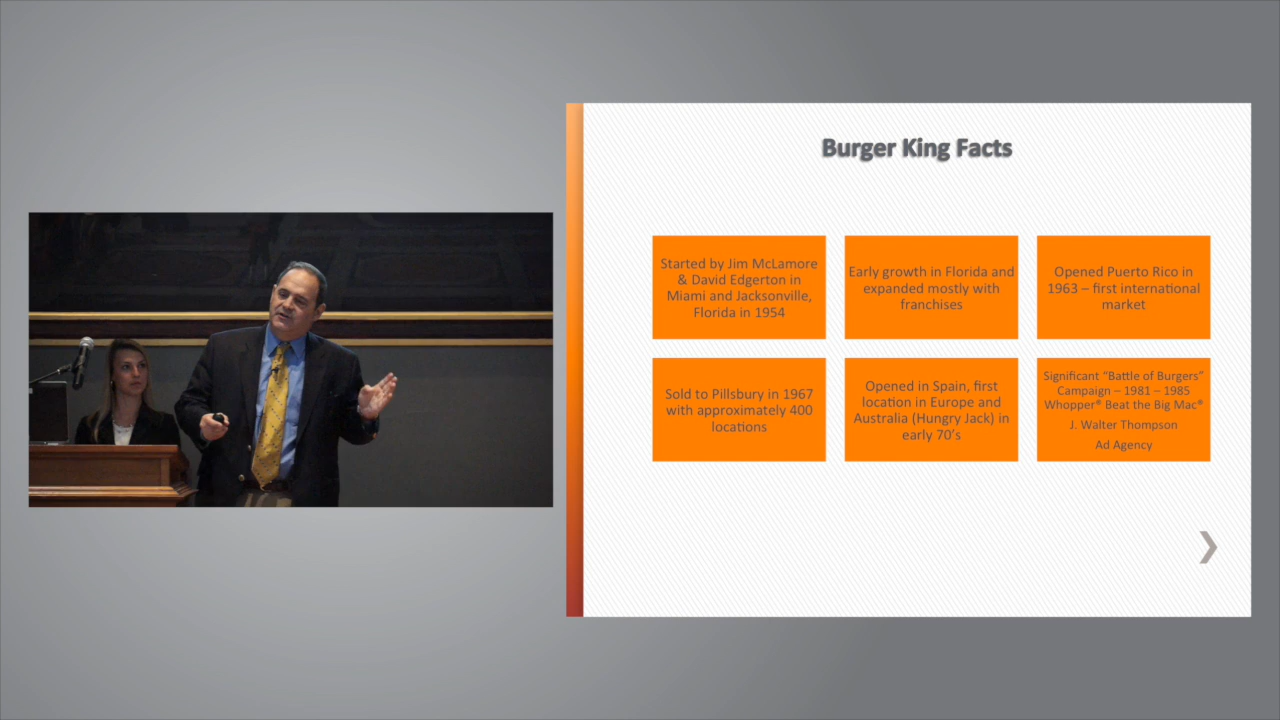 Burger King Facts
Started by Jim McLamore
& David Edgerton in
Miami and Jacksonville,
Florida in 1954
Early growth in Florida and
expanded mostly with
franchises
Opened Puerto Rico in
1963 – first international
market
Sold to Pillsbury in 1967
with approximately 400
locations
Opened in Spain, first
location in Europe and
Australia (Hungry Jack) in
early 70’s
Significant “Battle of Burgers”
Campaign – 1981 – 1985
Whopper® Beat the Big Mac®
J. Walter Thompson
Ad Agency